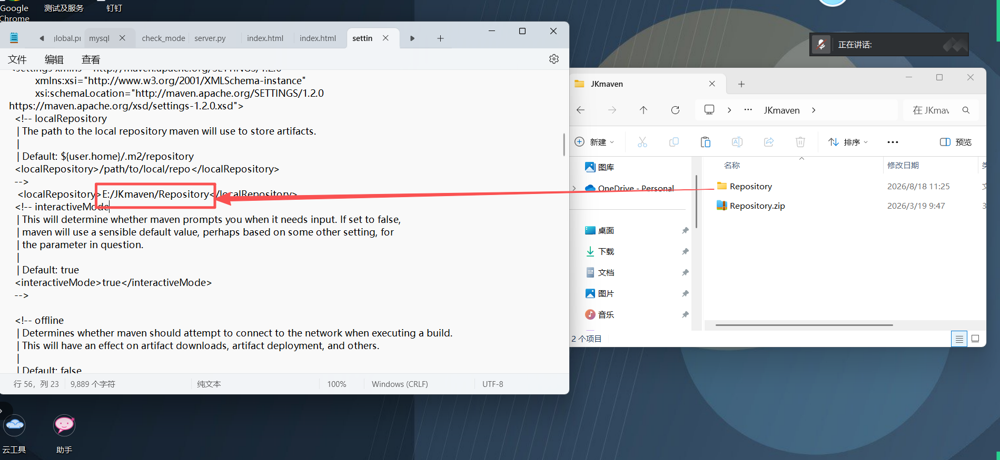 Google
Chrome
测试及服务
钉钉
mysql
check_mode
server.py
index.html
index.html
settin
文件
编辑
查看
xmlns:xsi="http://www.w3.org/2001/XMLSchema-instance"
xsi:schemaLocation="http://maven.apache.org/SETTINGS/1.2.0
https://maven.apache.org/xsd/settings-1.2.0.xsd">
<!-- localRepository
| The path to the local repository maven will use to store artifacts.
|
| Default: ${user.home}/.m2/repository
<localRepository>/path/to/local/repo</localRepository>
-->
<localRepository>E:/JKmaven/Repository</localRepository>
<!-- interactiveMode
| This will determine whether maven prompts you when it needs input. If set to false,
| maven will use a sensible default value, perhaps based on some other setting, for
| the parameter in question.
|
| Default: true
<interactiveMode>true</interactiveMode>
-->
<!-- offline
| Determines whether maven should attempt to connect to the network when executing a build.
| This will have an effect on artifact downloads, artifact deployment, and others.
|
| Default: false
行 56，列 23
9,889 个字符
纯文本
100%
Windows (CRLF)
UTF-8
正在讲话:
JKmaven
JKmaven
在 JKma
新建
排序
预览
图库
OneDrive - Personal
桌面
下载
文档
图片
音乐
名称
修改日期
Repository
2026/8/18 11:25
Repository.zip
2026/3/19 9:47
2 个项目
云工具
助手